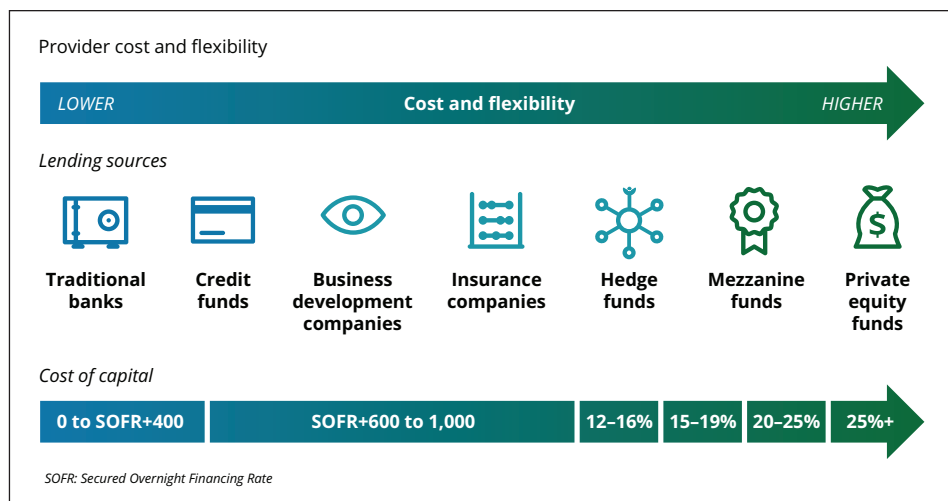 Provider cost and flexibility
LOWER Cost and flexibility HIGHER
Lending sources
$
Traditional banks
Credit funds
Business development companies
Insurance companies
Hedge funds
Mezzanine funds
Private equity funds
Cost of capital
0 to SOFR+400 SOFR+600 to 1,000 12–16% 15–19% 20–25% 25%+
SOFR: Secured Overnight Financing Rate